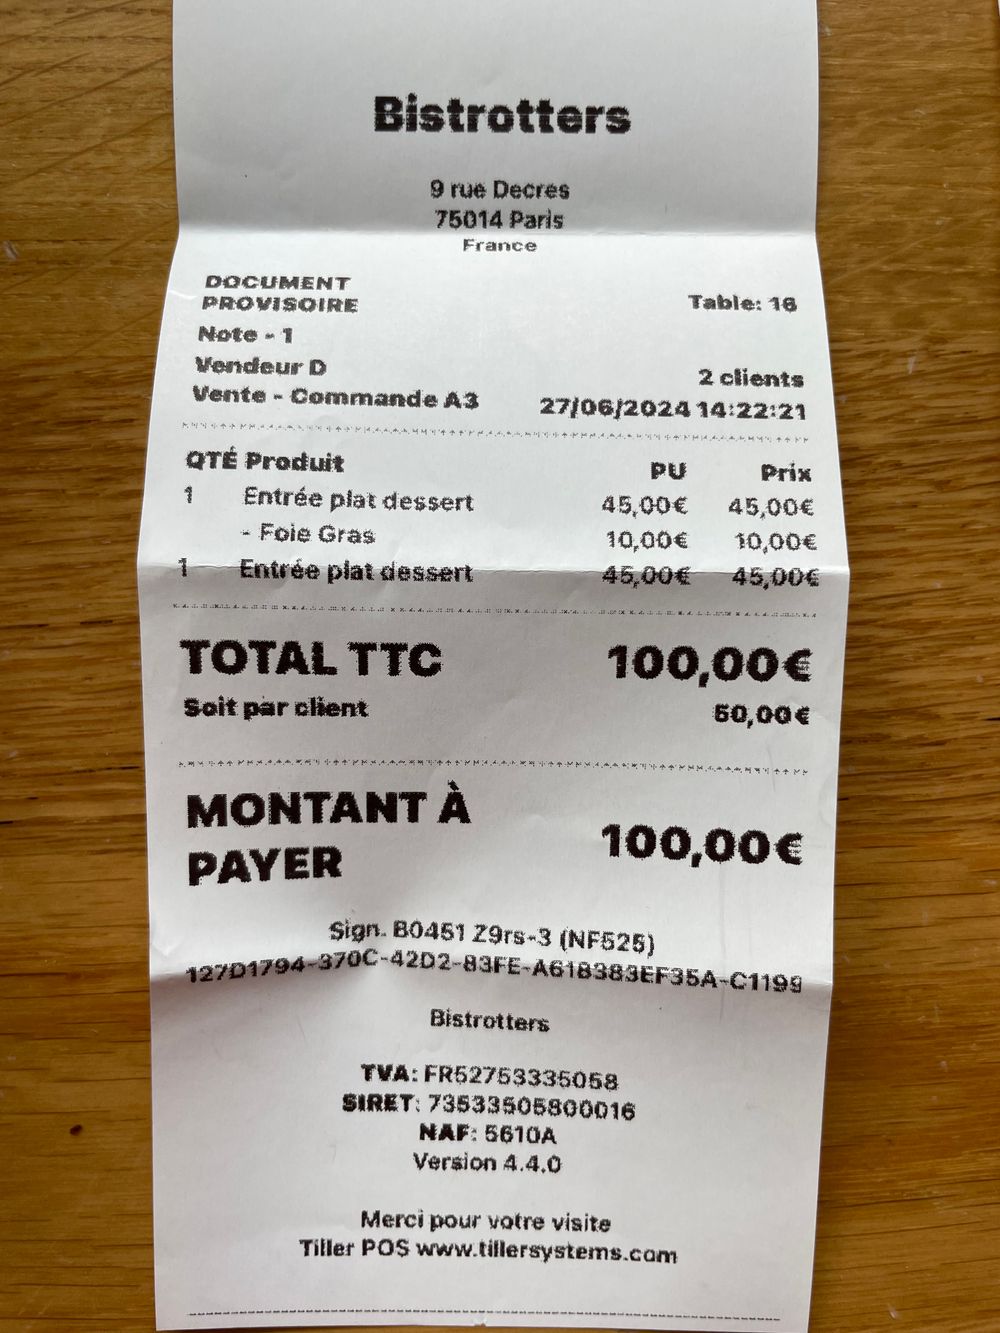 Bistrotters
9 rue Decres
75014 Paris
France
DOCUMENT
PROVISOIRE
Table: 16
Note - 1
Vendeur D
2 clients
Vente - Commande A3
27/06/2024 14:22:21
QTÉ Produit PU Prix
1 Entrée plat dessert 45,00€ 45,00€
- Foie Gras 10,00€ 10,00€
1 Entrée plat dessert 45,00€ 45,00€
TOTAL TTC 100,00€
Soit par client 50,00€
MONTANT À
PAYER 100,00€
Sign. B0451 Z9rs-3 (NF525)
127D1794-370C-42D2-83FE-A618383EF35A-C1199
Bistrotters
TVA: FR52753335058
SIRET: 73533505800016
NAF: 5610A
Version 4.4.0
Merci pour votre visite
Tiller POS www.tillersystems.com